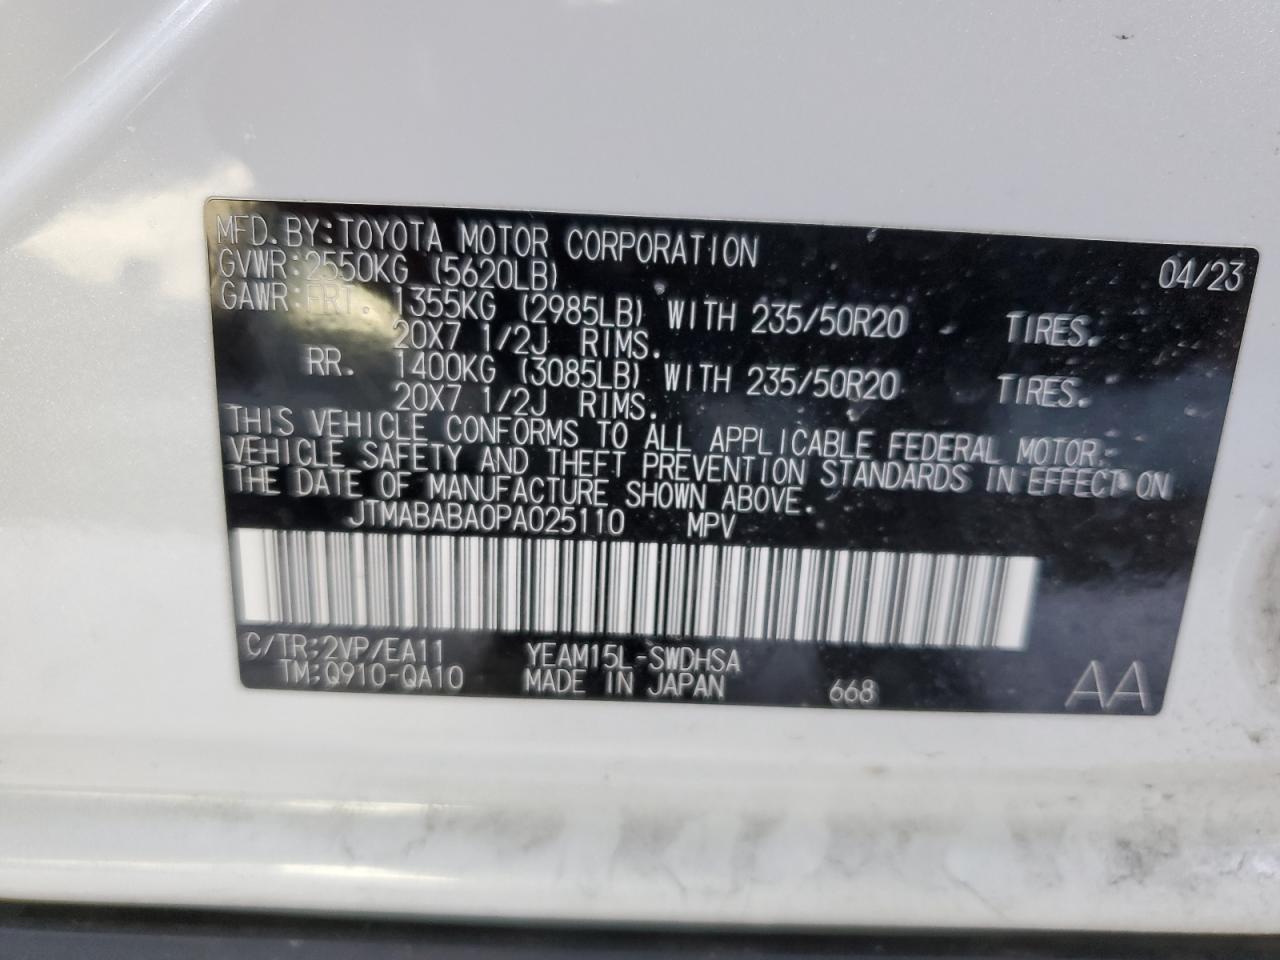 MFD. BY: TOYOTA MOTOR CORPORATION 04/23
GVWR: 2550KG (5620LB)
GAWR: FRT. 1355KG (2985LB) WITH 235/50R20 TIRES.
20X7 1/2J RIMS.
RR. 1400KG (3085LB) WITH 235/50R20 TIRES.
20X7 1/2J RIMS.
THIS VEHICLE CONFORMS TO ALL APPLICABLE FEDERAL MOTOR
VEHICLE SAFETY AND THEFT PREVENTION STANDARDS IN EFFECT ON
THE DATE OF MANUFACTURE SHOWN ABOVE.
JTMABABA0PA025110 MPV
C/TR: 2VP/EA11 YEAM15L-SWDHSA
TM: Q910-QA10 MADE IN JAPAN 668 AA